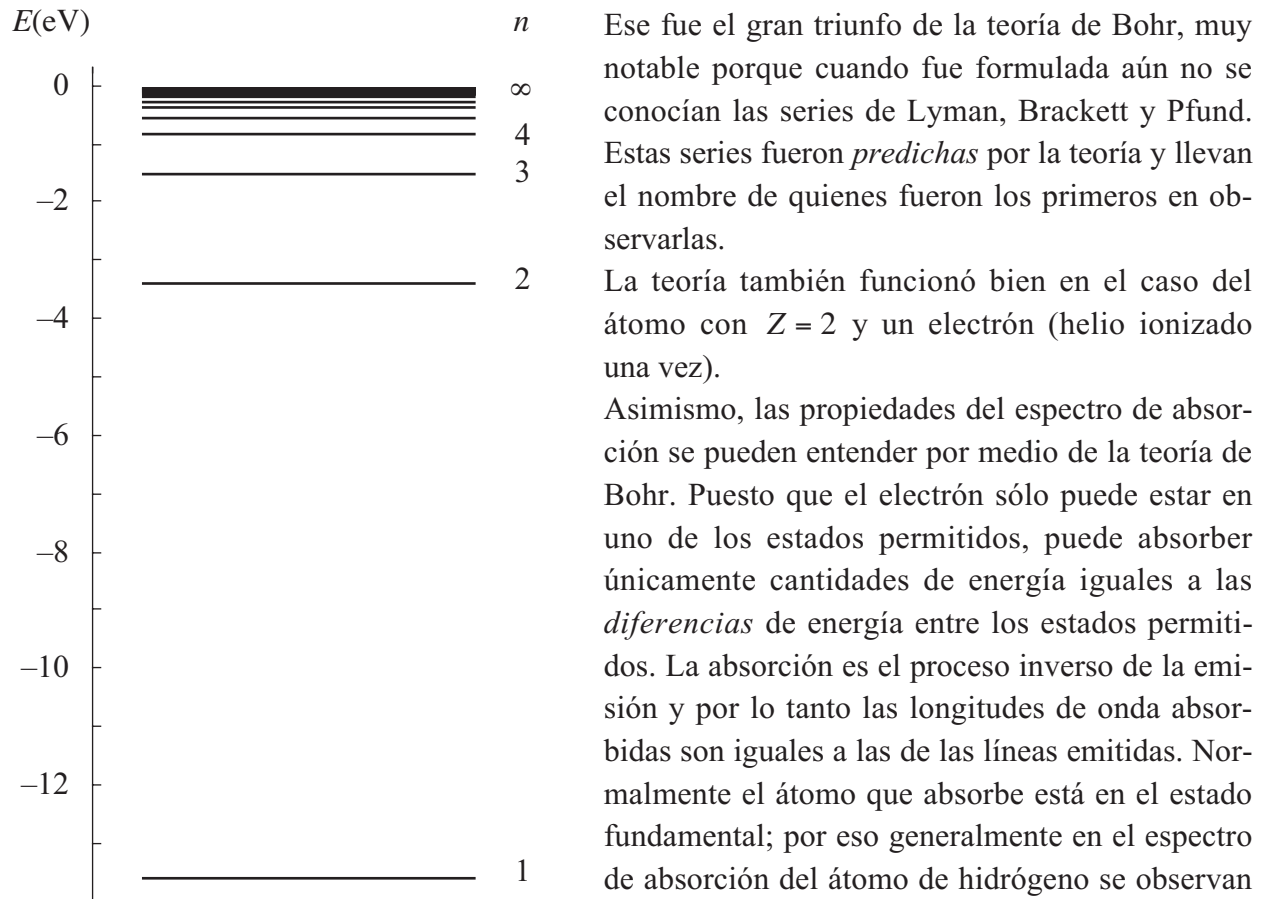 E(eV) n
0 ∞
4
3
–2
2
–4
–6
–8
–10
–12
1
Ese fue el gran triunfo de la teoría de Bohr, muy
notable porque cuando fue formulada aún no se
conocían las series de Lyman, Brackett y Pfund.
Estas series fueron predichas por la teoría y llevan
el nombre de quienes fueron los primeros en ob-
servarlas.
La teoría también funcionó bien en el caso del
átomo con Z = 2 y un electrón (helio ionizado
una vez).
Asimismo, las propiedades del espectro de absor-
ción se pueden entender por medio de la teoría de
Bohr. Puesto que el electrón sólo puede estar en
uno de los estados permitidos, puede absorber
únicamente cantidades de energía iguales a las
diferencias de energía entre los estados permiti-
dos. La absorción es el proceso inverso de la emi-
sión y por lo tanto las longitudes de onda absor-
bidas son iguales a las de las líneas emitidas. Nor-
malmente el átomo que absorbe está en el estado
fundamental; por eso generalmente en el espectro
de absorción del átomo de hidrógeno se observan